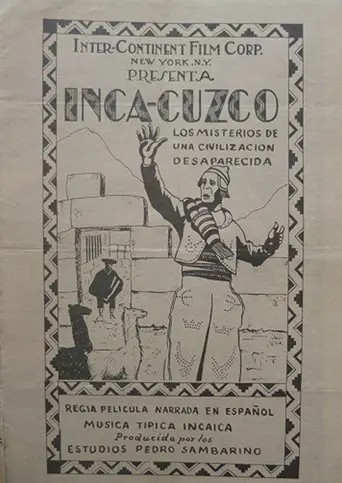 INTER-CONTINENT FILM CORP.
NEW YORK.N.Y.
PRESENTA
INCA-CUZCO
LOS MISTERIOS DE
UNA CIVILIZACION
DESAPARECIDA
REGIA PELICULA NARRADA EN ESPAÑOL
MUSICA TIPICA INCAICA
Producida por los
ESTUDIOS PEDRO SAMBARINO